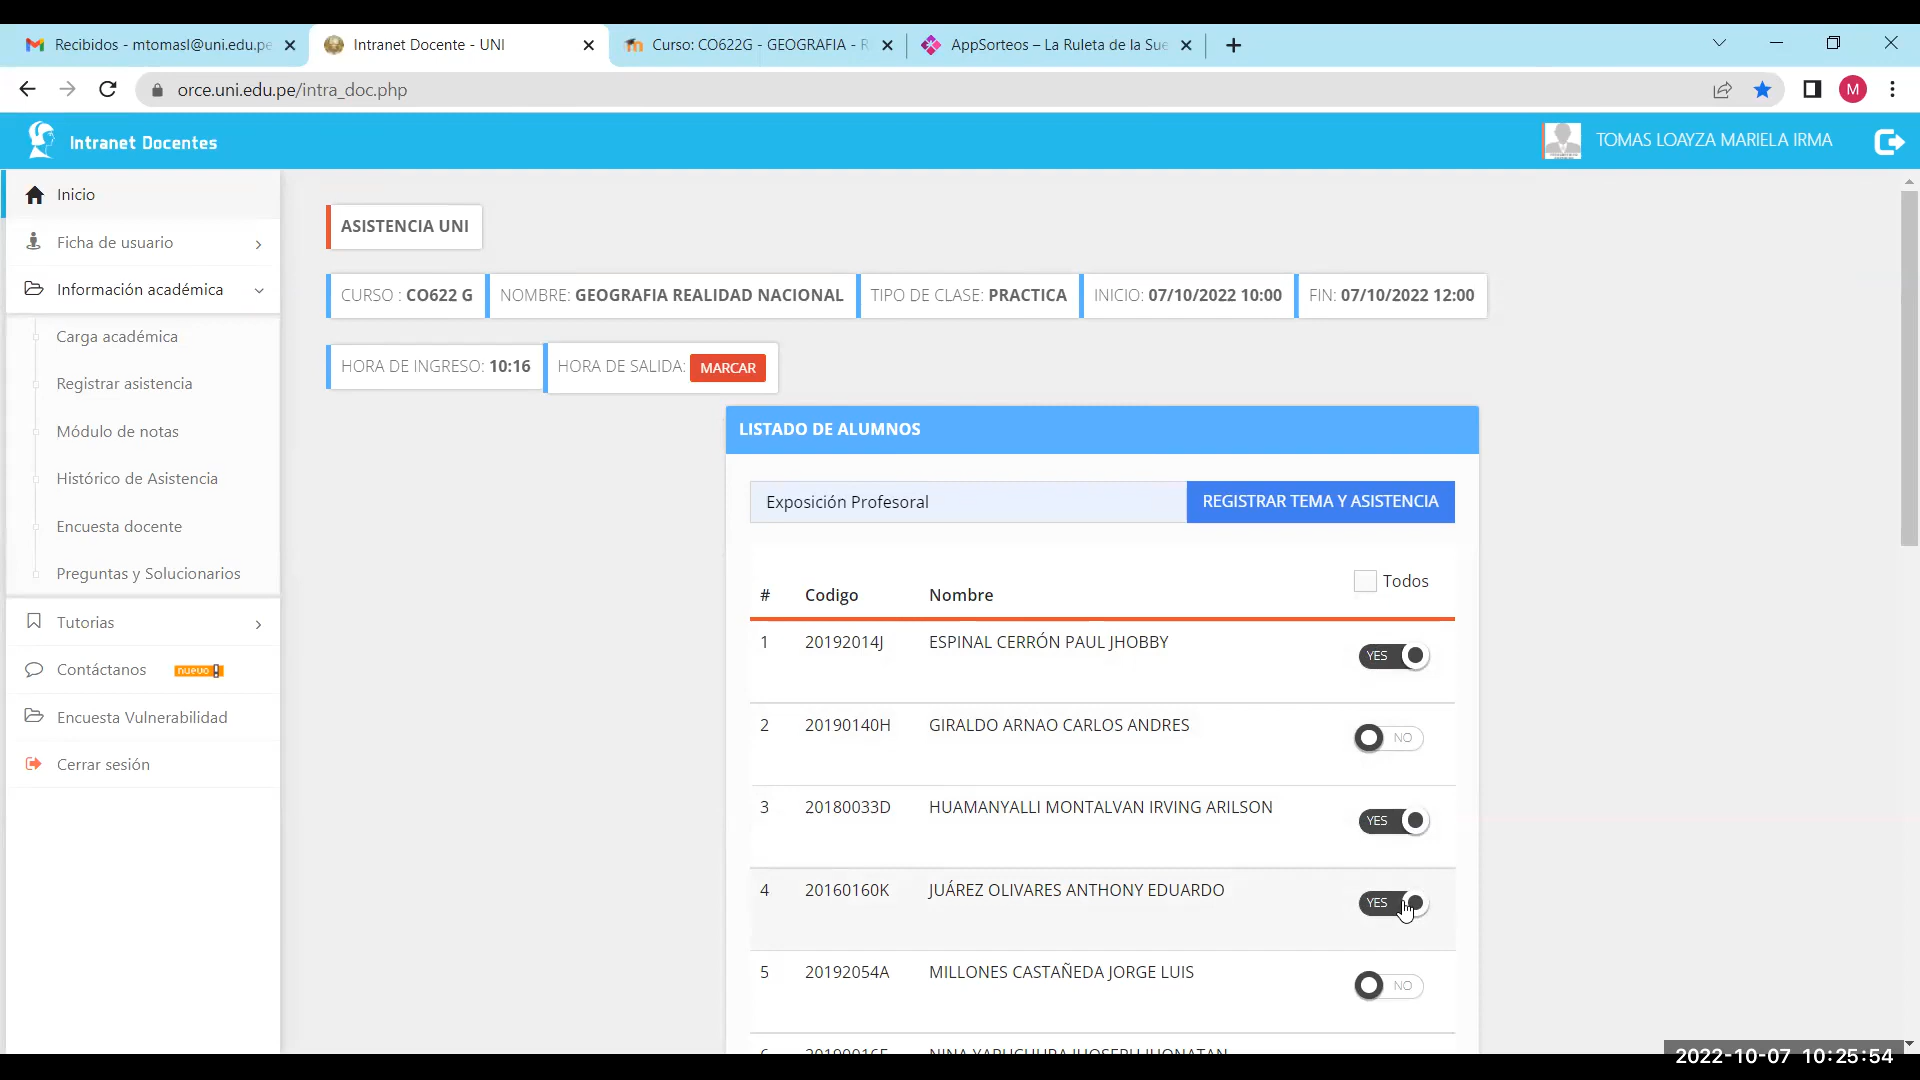 Recibidos - mtomasl@uni.edu.pe
Intranet Docente - UNI
Curso: CO622G - GEOGRAFIA - R
AppSorteos – La Ruleta de la Sue
orce.uni.edu.pe/intra_doc.php
M
Intranet Docentes
TOMAS LOAYZA MARIELA IRMA
Inicio
Ficha de usuario
Información académica
Carga académica
Registrar asistencia
Módulo de notas
Histórico de Asistencia
Encuesta docente
Preguntas y Solucionarios
Tutorias
Contáctanos nuevo!
Encuesta Vulnerabilidad
Cerrar sesión
ASISTENCIA UNI
CURSO : CO622 G NOMBRE: GEOGRAFIA REALIDAD NACIONAL TIPO DE CLASE: PRACTICA INICIO: 07/10/2022 10:00 FIN: 07/10/2022 12:00
HORA DE INGRESO: 10:16 HORA DE SALIDA: MARCAR
LISTADO DE ALUMNOS
Exposición Profesoral REGISTRAR TEMA Y ASISTENCIA
# Codigo Nombre Todos
1 20192014J ESPINAL CERRÓN PAUL JHOBBY YES
2 20190140H GIRALDO ARNAO CARLOS ANDRES NO
3 20180033D HUAMANYALLI MONTALVAN IRVING ARILSON YES
4 20160160K JUÁREZ OLIVARES ANTHONY EDUARDO YES
5 20192054A MILLONES CASTAÑEDA JORGE LUIS NO
2022-10-07 10:25:54